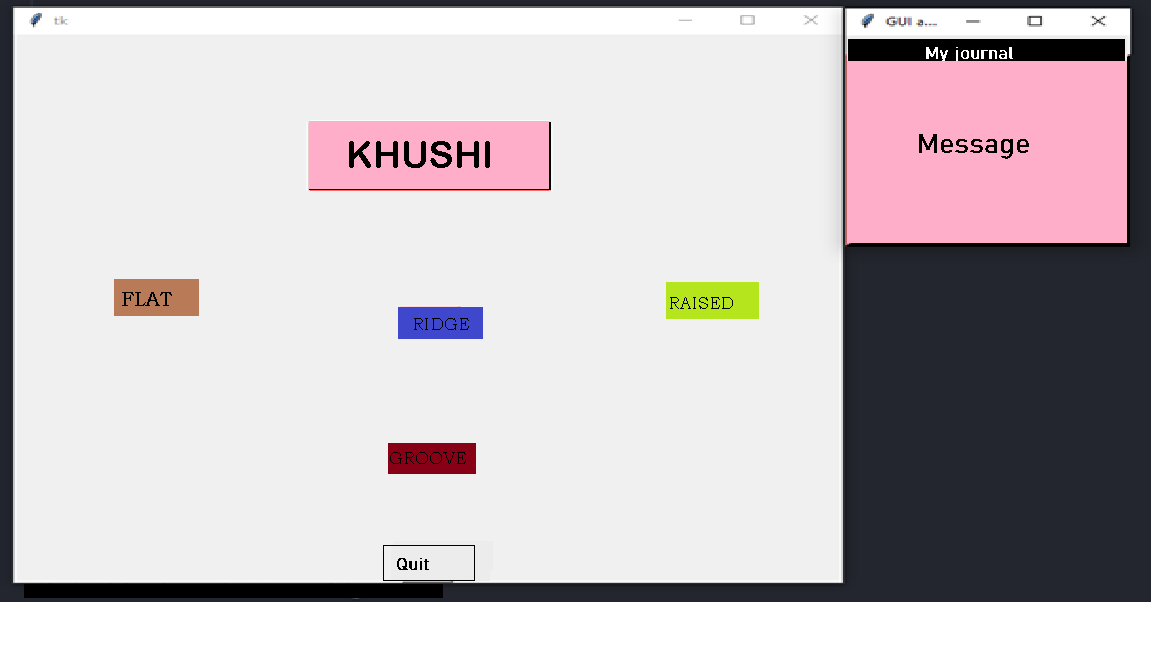 tk
GUI a...
My journal
KHUSHI
Message
FLAT
RAISED
RIDGE
GROOVE
Quit